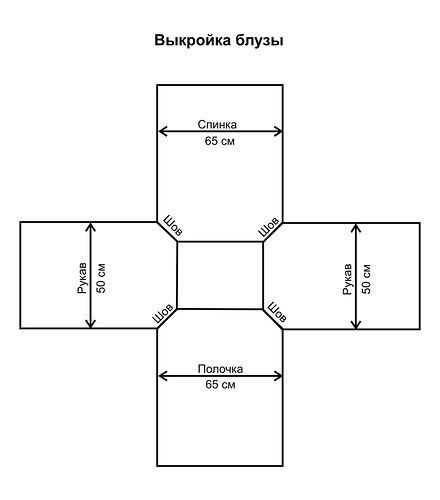 Выкройка блузы
Спинка
65 см
Шов
Шов
Рукав
50 см
Рукав
50 см
Шов
Шов
Полочка
65 см